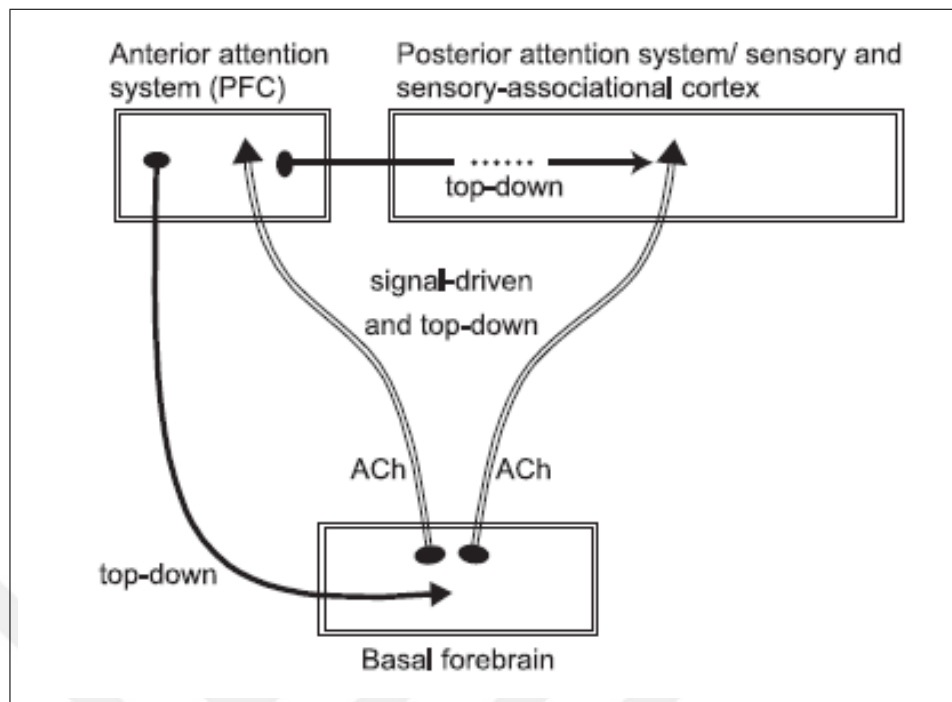 Anterior attention
system (PFC)
Posterior attention system/ sensory and
sensory-associational cortex
top-down
signal-driven
and top-down
ACh
ACh
top-down
Basal forebrain